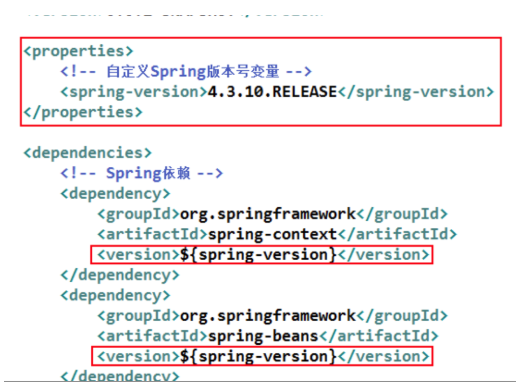 <properties>
<!-- 自定义Spring版本号变量 -->
<spring-version>4.3.10.RELEASE</spring-version>
</properties>
<dependencies>
<!-- Spring依赖 -->
<dependency>
<groupId>org.springframework</groupId>
<artifactId>spring-context</artifactId>
<version>${spring-version}</version>
</dependency>
<dependency>
<groupId>org.springframework</groupId>
<artifactId>spring-beans</artifactId>
<version>${spring-version}</version>
</dependency>